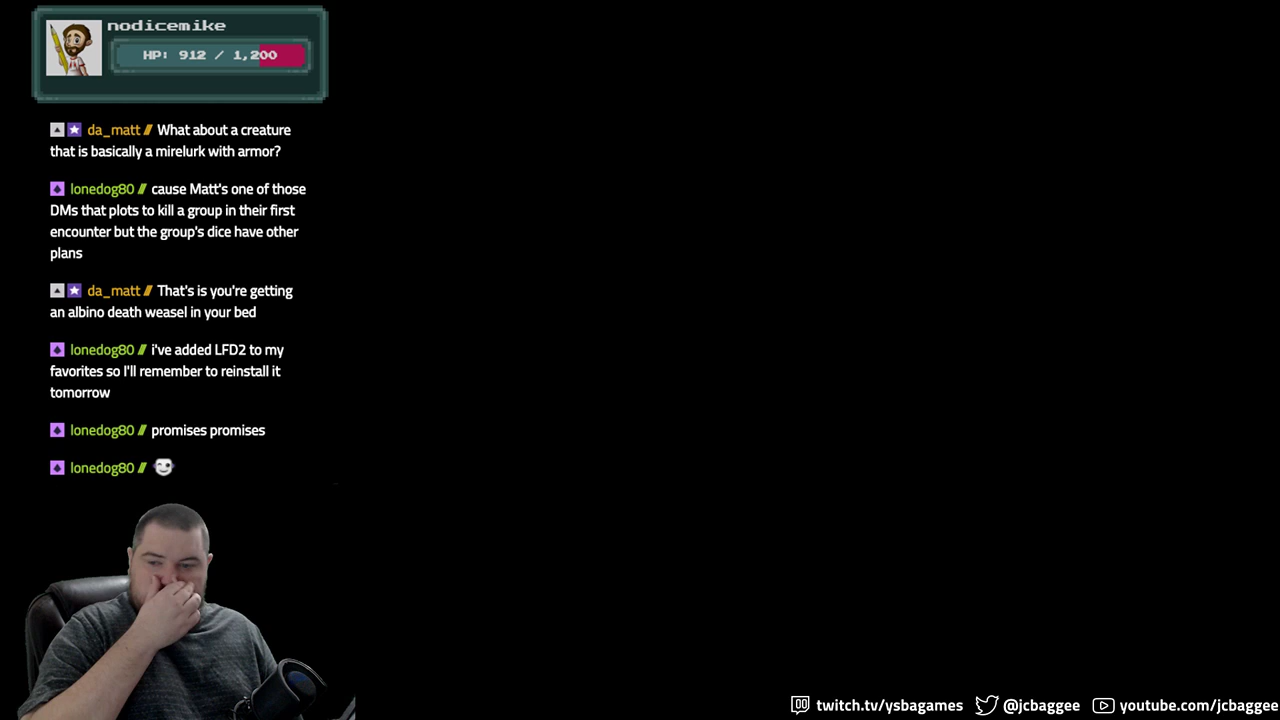 nodicemike
HP: 912 / 1,200
da_matt // What about a creature
that is basically a mirelurk with armor?
lonedog80 // cause Matt's one of those
DMs that plots to kill a group in their first
encounter but the group's dice have other
plans
da_matt // That's is you're getting
an albino death weasel in your bed
lonedog80 // i've added LFD2 to my
favorites so I'll remember to reinstall it
tomorrow
lonedog80 // promises promises
lonedog80 //
twitch.tv/ysbagames @jcbaggee youtube.com/jcbaggee